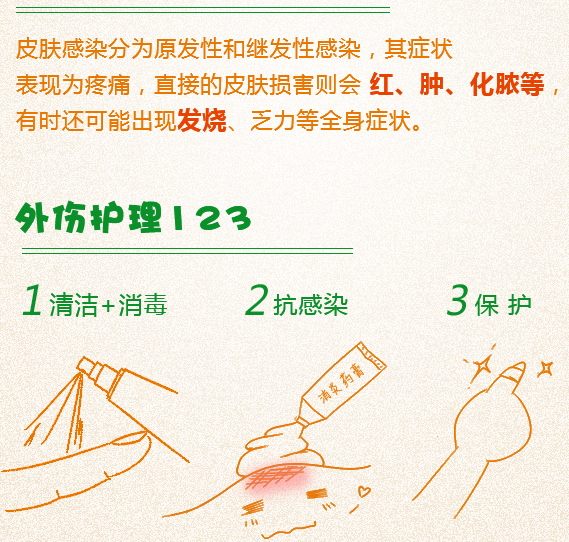 皮肤感染分为原发性和继发性感染，其症状
表现为疼痛，直接的皮肤损害则会 红、肿、化脓等，
有时还可能出现发烧、乏力等全身症状。
外伤护理123
1 清洁+消毒
2 抗感染
3 保 护
消炎药膏